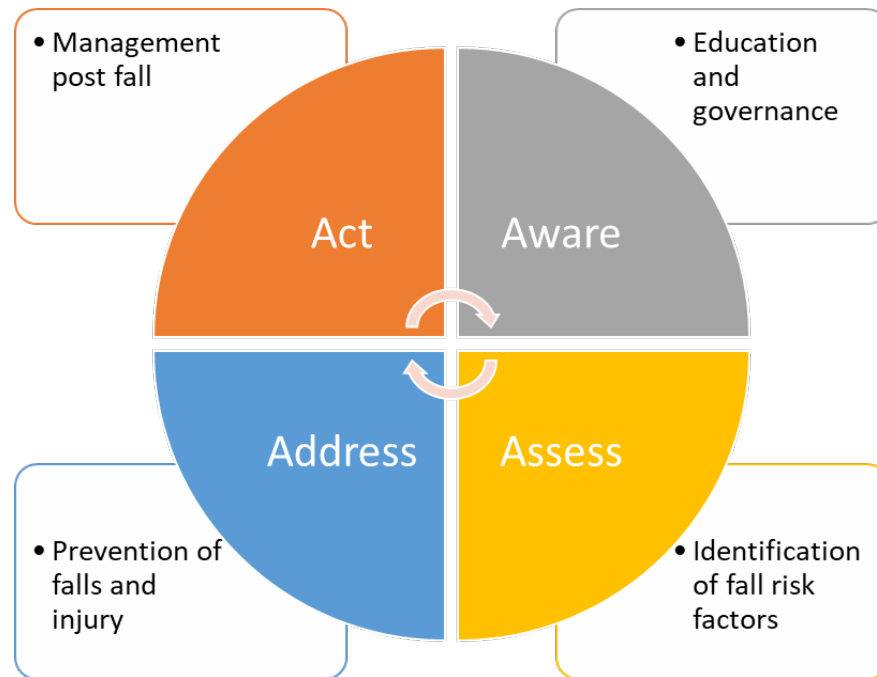 • Management
post fall
• Education
and
governance
Act
Aware
Address
Assess
• Prevention of
falls and
injury
• Identification
of fall risk
factors